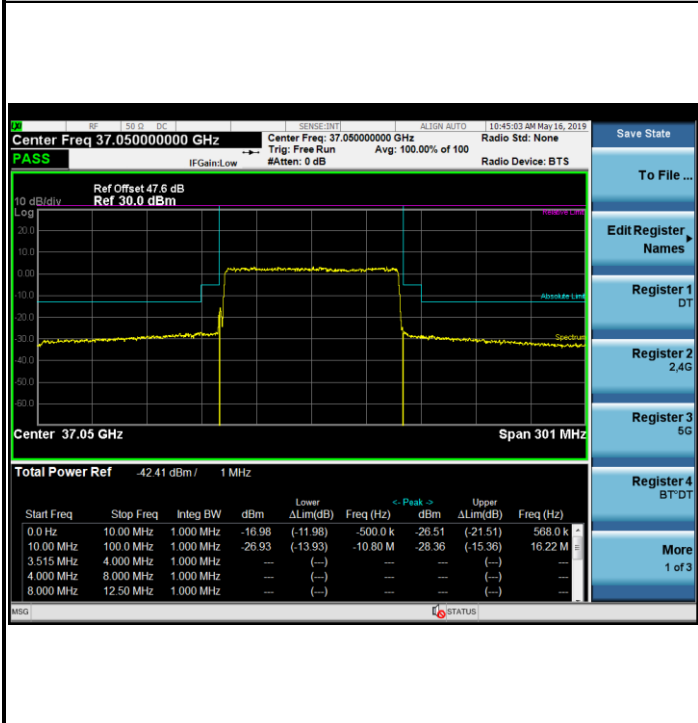 RF 50 Ω DC SENSE:INT ALIGN AUTO 10:45:03 AM May 16, 2019
Center Freq 37.050000000 GHz
Center Freq: 37.050000000 GHz
Radio Std: None
Trig: Free Run Avg: 100.00% of 100
PASS
IFGain:Low
#Atten: 0 dB
Radio Device: BTS
Ref Offset 47.6 dB
10 dB/div Ref 30.0 dBm
Log
Relative Limit
20.0
10.0
0.00
-10.0
Absolute Limit
-20.0
-30.0
Spectrum
-40.0
-50.0
-60.0
Center 37.05 GHz Span 301 MHz
Total Power Ref -42.41 dBm / 1 MHz
Lower <- Peak -> Upper
Start Freq Stop Freq Integ BW dBm ΔLim(dB) Freq (Hz) dBm ΔLim(dB) Freq (Hz)
0.0 Hz 10.00 MHz 1.000 MHz -16.98 (-11.98) -500.0 k -26.51 (-21.51) 568.0 k
10.00 MHz 100.0 MHz 1.000 MHz -26.93 (-13.93) -10.80 M -28.36 (-15.36) 16.22 M
3.515 MHz 4.000 MHz 1.000 MHz --- (---) --- --- (---) ---
4.000 MHz 8.000 MHz 1.000 MHz --- (---) --- --- (---) ---
8.000 MHz 12.50 MHz 1.000 MHz --- (---) --- --- (---) ---
MSG STATUS
Save State
To File ...
Edit Register
Names
Register 1
DT
Register 2
2,4G
Register 3
5G
Register 4
BT°DT
More
1 of 3